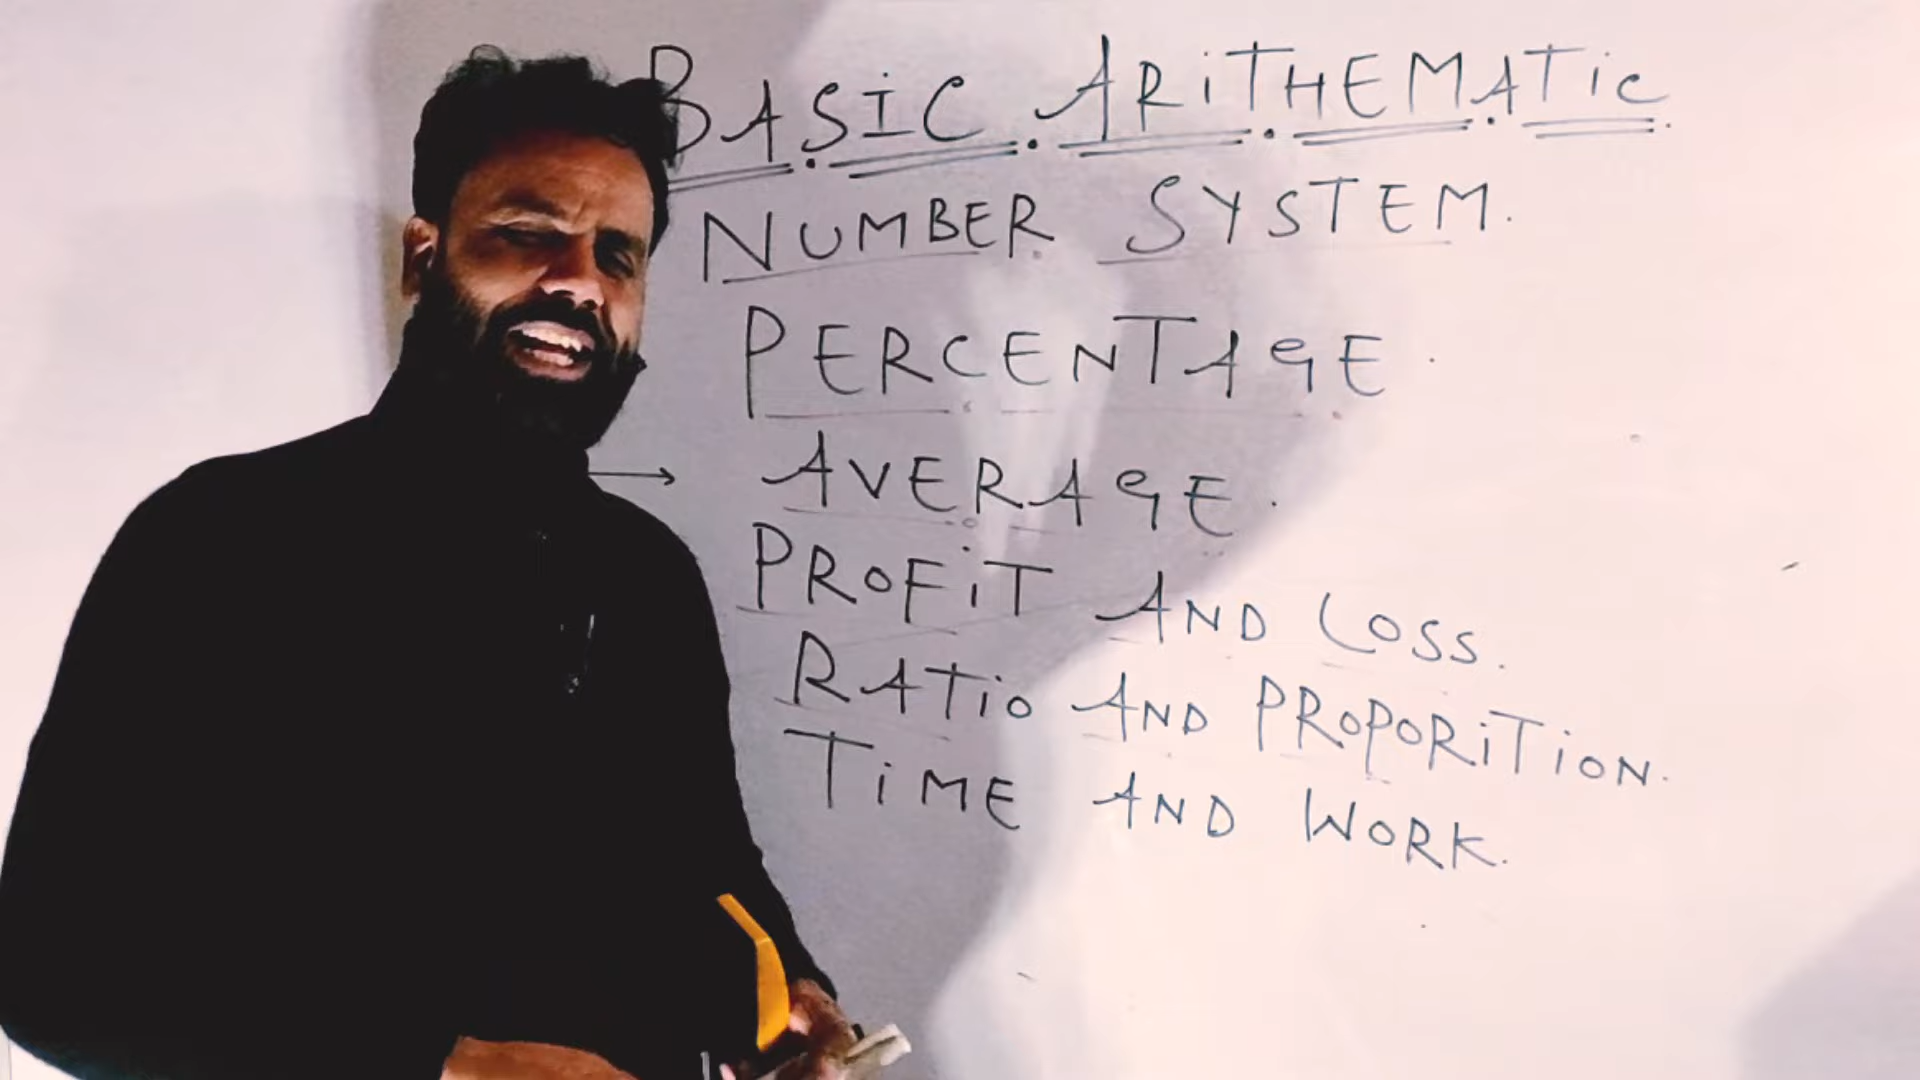 BASIC ARITHEMATIC
NUMBER SYSTEM.
PERCENTAGE.
→ AVERAGE.
PROFIT AND LOSS.
RATIO AND PROPORITION.
TIME AND WORK.